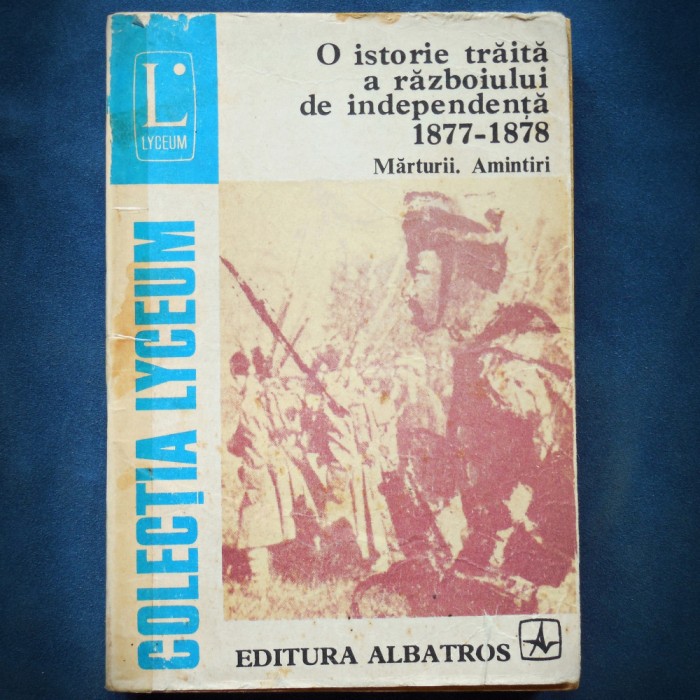 L
LYCEUM
O istorie trăită
a războiului
de independență
1877-1878
Mărturii. Amintiri
COLECȚIA LYCEUM
EDITURA ALBATROS